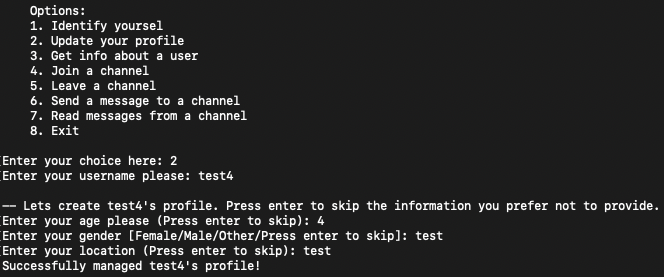 Options:
1. Identify yoursel
2. Update your profile
3. Get info about a user
4. Join a channel
5. Leave a channel
6. Send a message to a channel
7. Read messages from a channel
8. Exit
[Enter your choice here: 2
[Enter your username please: test4
-- Lets create test4's profile. Press enter to skip the information you prefer not to provide.
[Enter your age please (Press enter to skip): 4
[Enter your gender [Female/Male/Other/Press enter to skip]: test
[Enter your location (Press enter to skip): test
Successfully managed test4's profile!